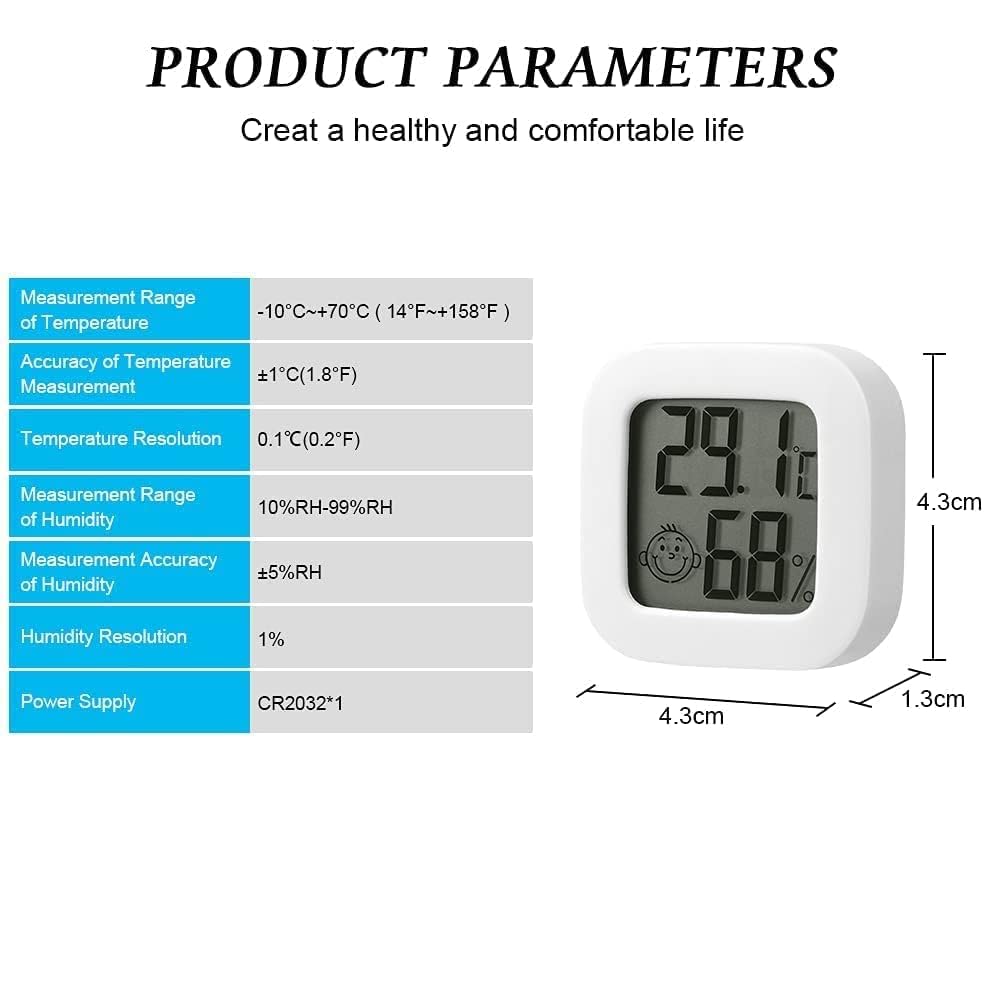 PRODUCT PARAMETERS
Creat a healthy and comfortable life
Measurement Range
of Temperature
-10°C~+70°C ( 14°F~+158°F )
Accuracy of Temperature
Measurement
±1°C(1.8°F)
Temperature Resolution
0.1℃(0.2°F)
Measurement Range
of Humidity
10%RH-99%RH
Measurement Accuracy
of Humidity
±5%RH
Humidity Resolution
1%
Power Supply
CR2032*1
29.1°C
68%
4.3cm
4.3cm
1.3cm